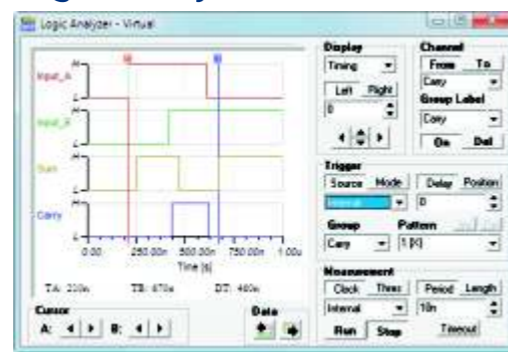 Logic Analyzer - Virtual
Display
Timing
Left Right
0
Channel
From To
Carry
Group Label
Carry
On Del
Trigger
Source Mode
Internal
Delay Position
0
Group
Carry
Pattern
1 [X]
Measurement
Clock Thres
Internal
Period Length
10n
Run Stop
Timeout
Input_A
H
L
Input_B
H
L
Sum
H
L
Carry
H
L
0.00 250.00n 500.00n 750.00n 1.00u
Time [s]
TA: 210n TB: 670n DT: 460n
Cursor
A: B:
Data